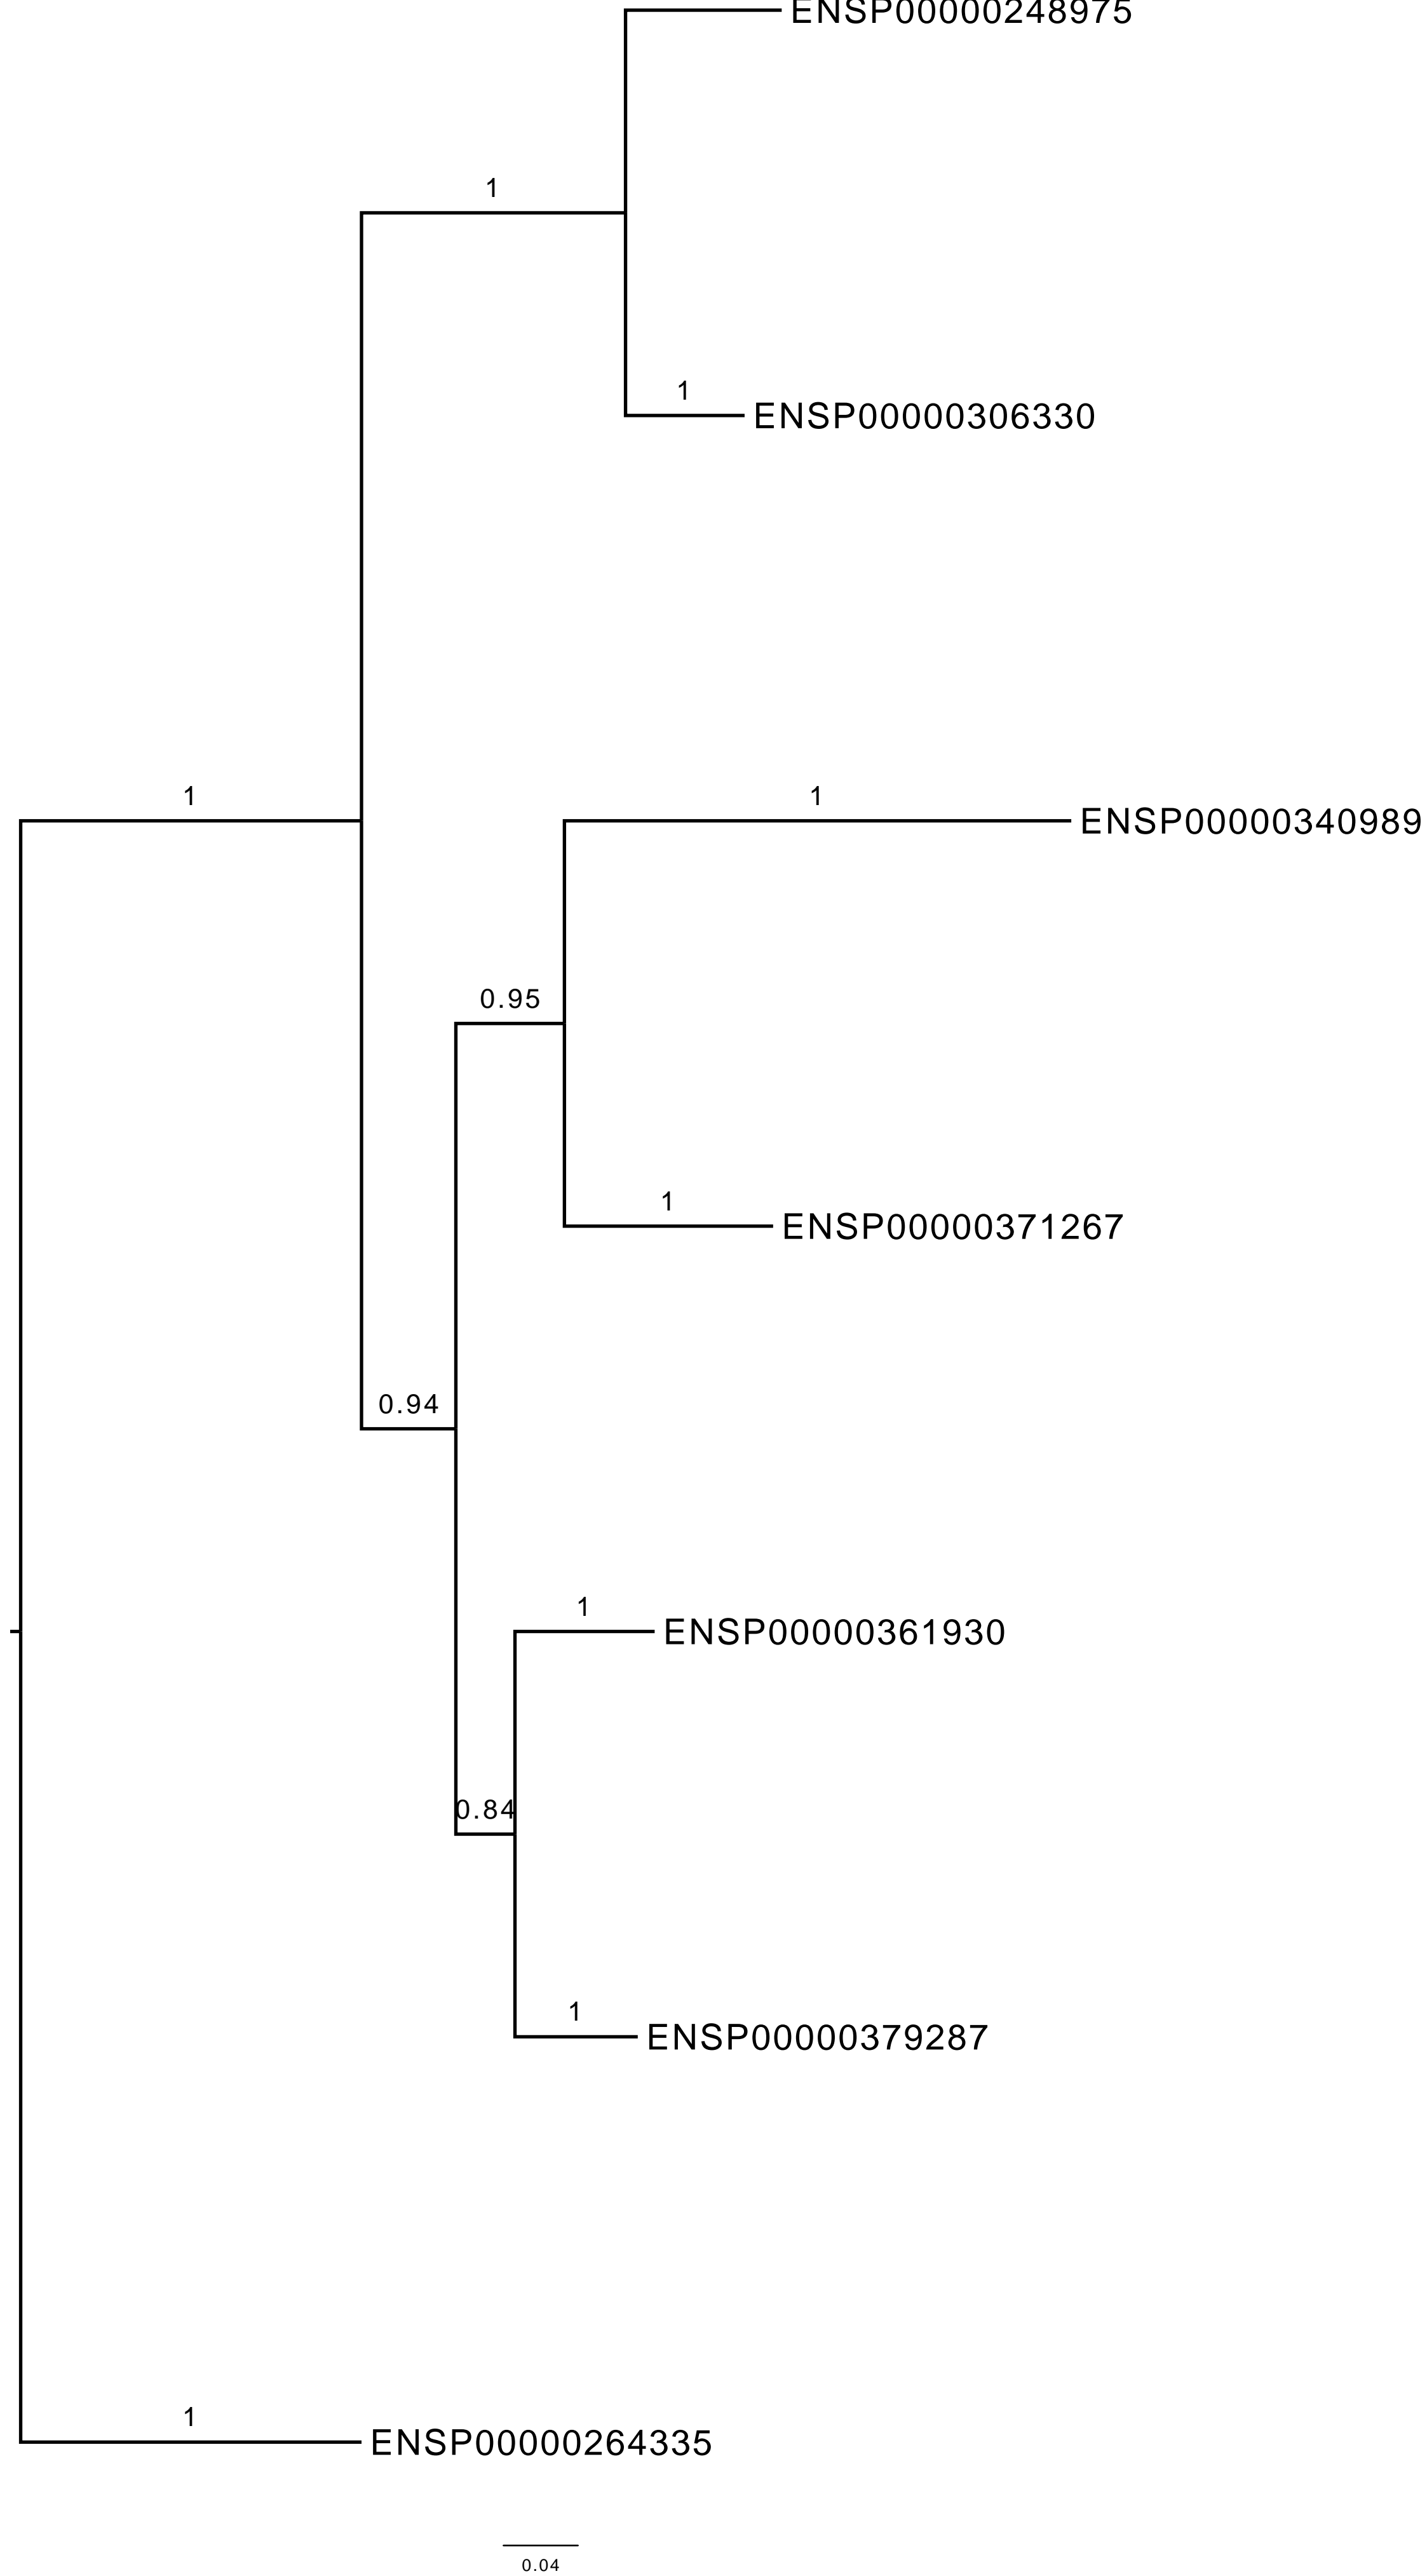 ENSP00000248975
1
1
ENSP00000306330
1
1
ENSP00000340989
0.95
1
ENSP00000371267
0.94
1
ENSP00000361930
0.84
1
ENSP00000379287
1
ENSP00000264335
0.04